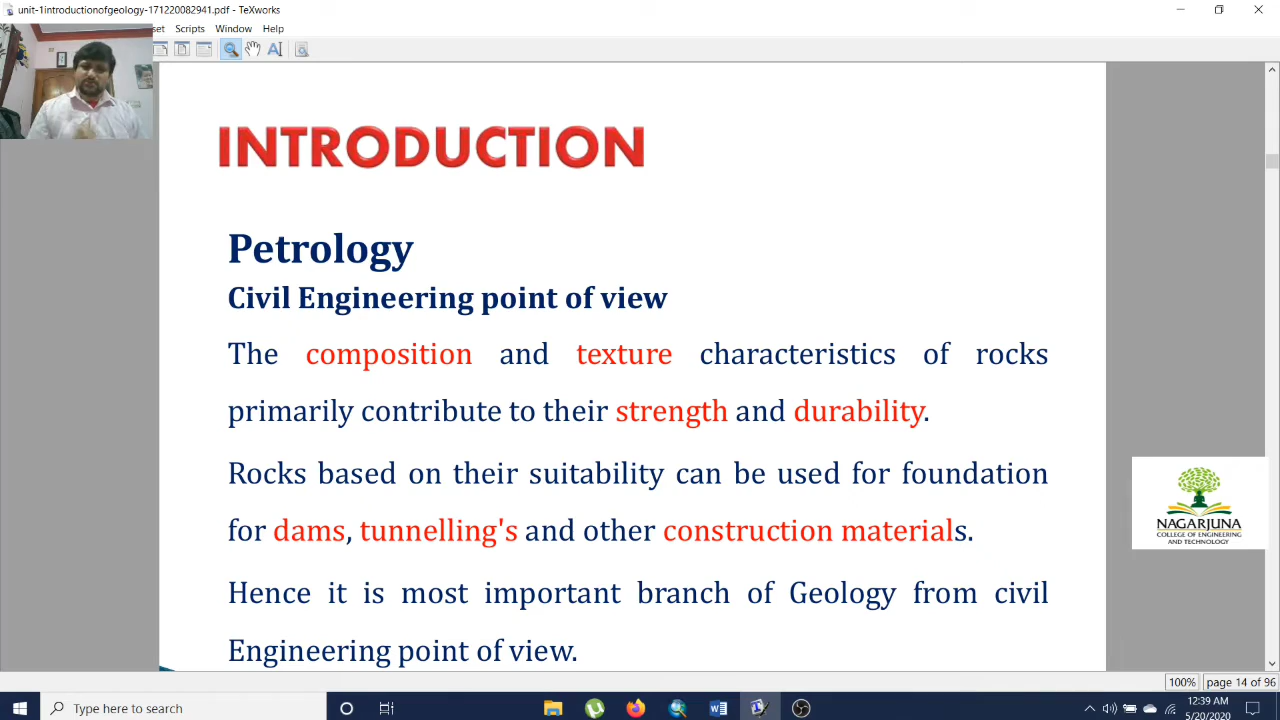 unit-1introductionofgeology-171220082941.pdf - TeXworks
set Scripts Window Help
INTRODUCTION
Petrology
Civil Engineering point of view
The composition and texture characteristics of rocks
primarily contribute to their strength and durability.
Rocks based on their suitability can be used for foundation
for dams, tunnelling's and other construction materials.
Hence it is most important branch of Geology from civil
Engineering point of view.
NAGARJUNA
COLLEGE OF ENGINEERING
AND TECHNOLOGY
100% page 14 of 96
Type here to search
12:39 AM
5/20/2020